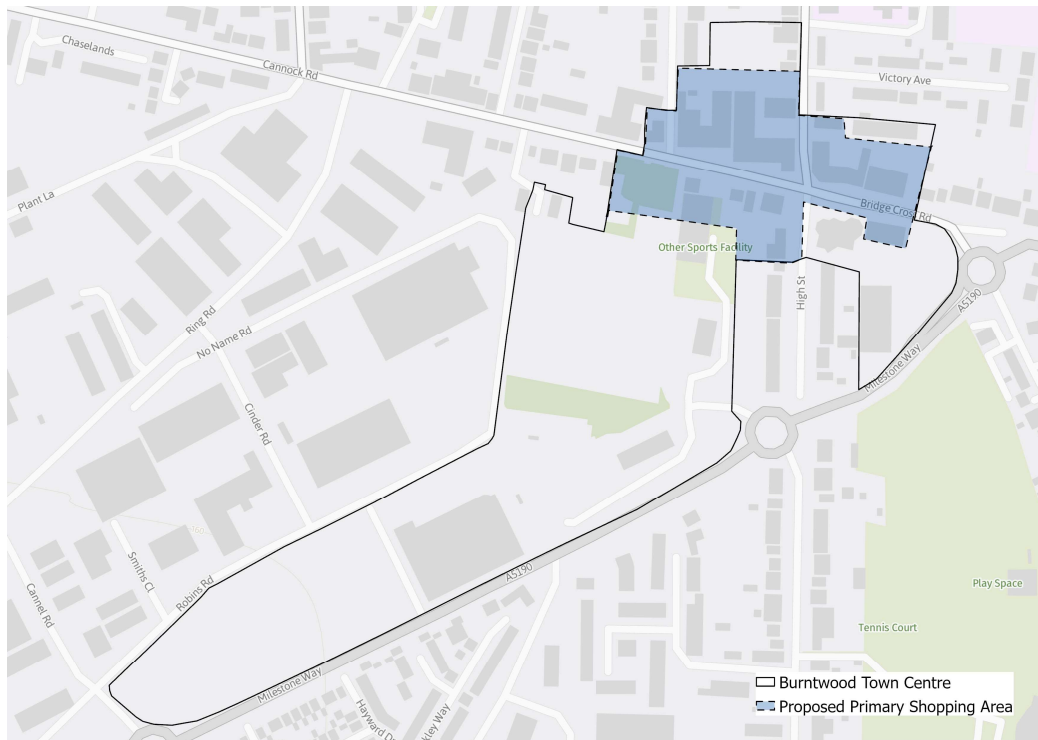 Chaselands
Cannock Rd
Victory Ave
Plant La
Bridge Cross Rd
Other Sports Facility
High St
A5190
Ring Rd
No Name Rd
Milestone Way
Cinder Rd
Smiths Ct
A5190
Cannel Rd
Robins Rd
Play Space
Tennis Court
Milestone Way
Burntwood Town Centre
Proposed Primary Shopping Area